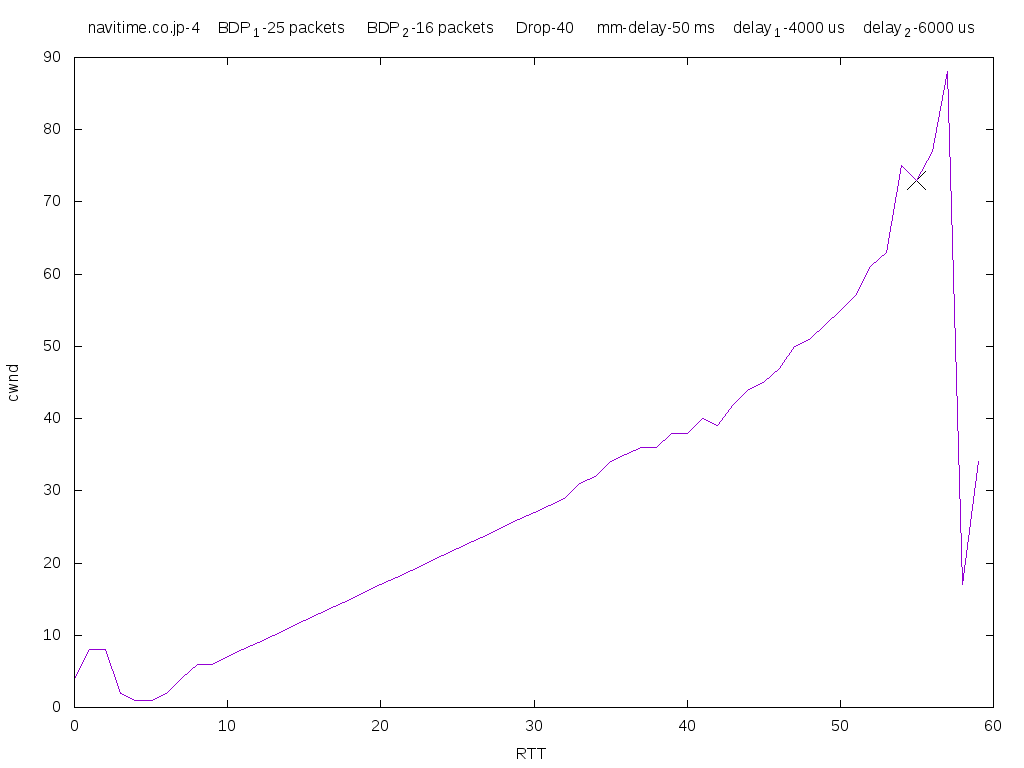 navitime.co.jp-4 BDP1-25 packets BDP2-16 packets Drop-40 mm-delay-50 ms delay1-4000 us delay2-6000 us
90
80
70
60
50
40
30
20
10
0
cwnd
0 10 20 30 40 50 60
RTT